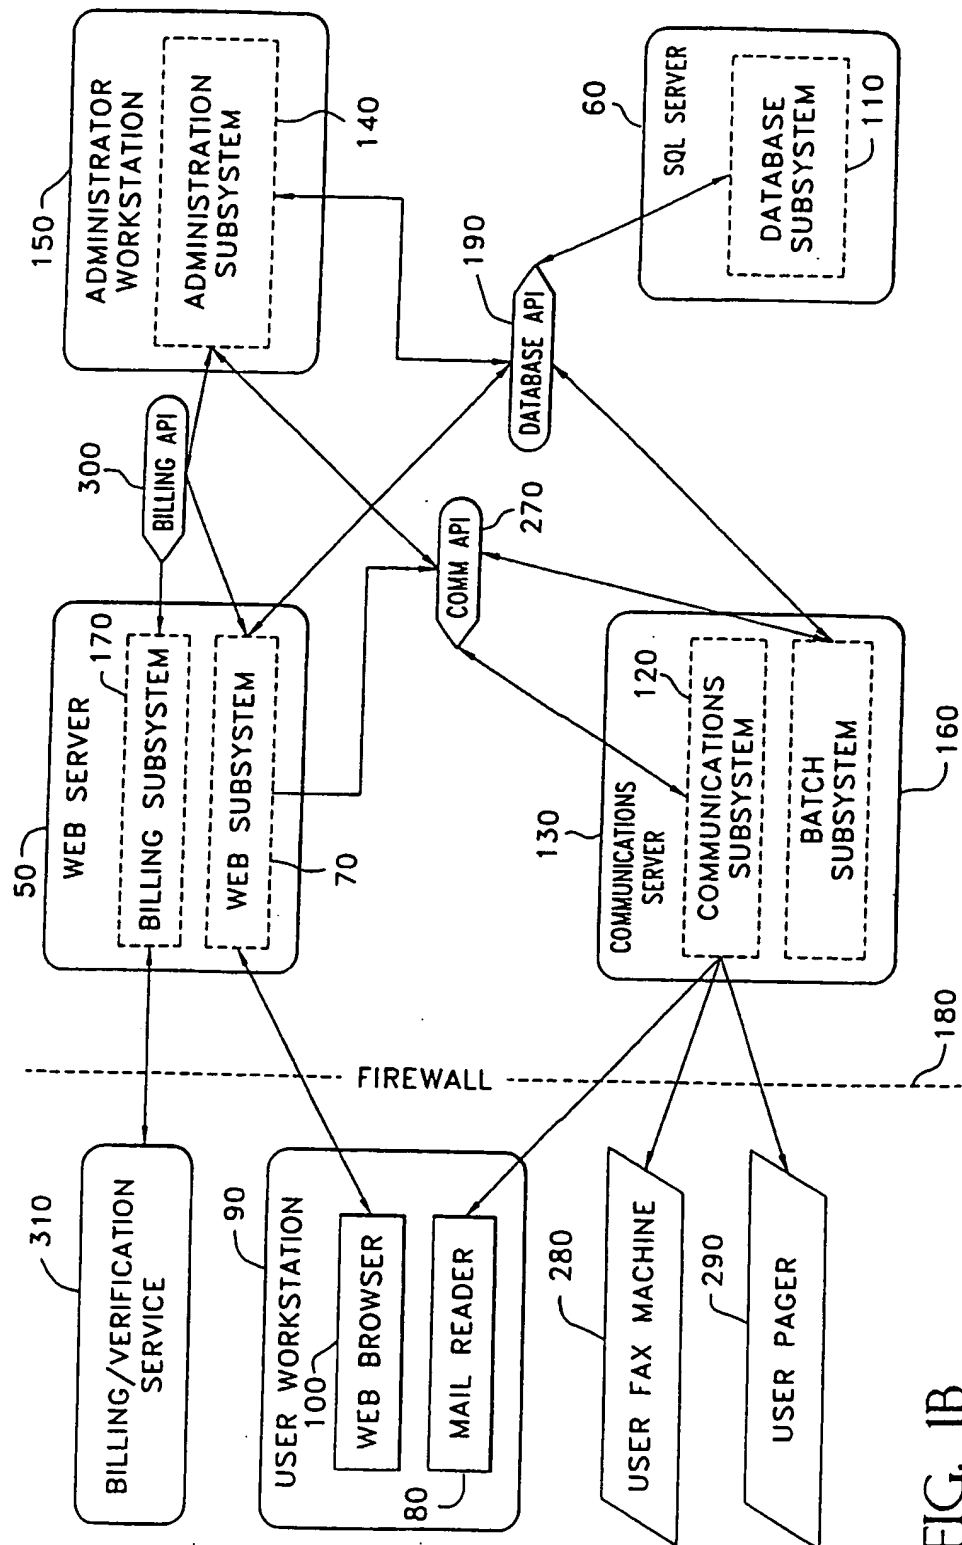 310
BILLING/VERIFICATION
SERVICE
50
WEB SERVER
170
BILLING SUBSYSTEM
WEB SUBSYSTEM
70
300
BILLING API
150
ADMINISTRATOR
WORKSTATION
ADMINISTRATION
SUBSYSTEM
140
90
USER WORKSTATION
100
WEB BROWSER
MAIL READER
80
FIREWALL
180
COMM API
270
DATABASE API
190
280
USER FAX MACHINE
290
USER PAGER
130
COMMUNICATIONS
SERVER
120
COMMUNICATIONS
SUBSYSTEM
BATCH
SUBSYSTEM
160
60
SQL SERVER
DATABASE
SUBSYSTEM
110
FIG. 1B